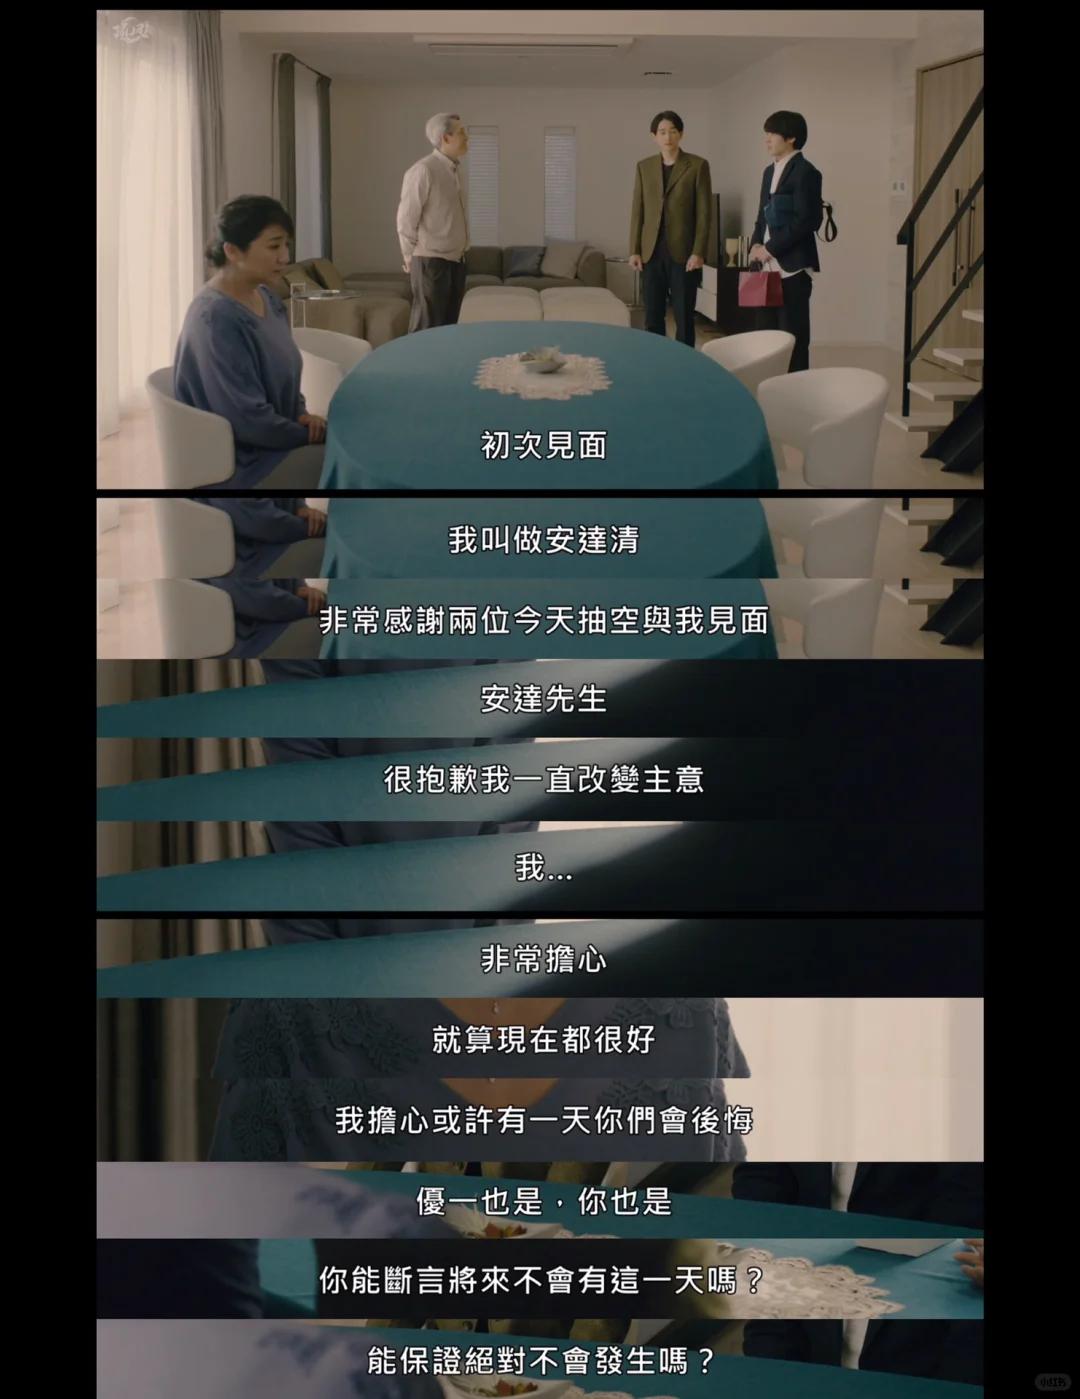 初次見面
我叫做安達清
非常感謝兩位今天抽空與我見面
安達先生
很抱歉我一直改變主意
我...
非常擔心
就算現在都很好
我擔心或許有一天你們會後悔
優一也是，你也是
你能斷言將來不會有這一天嗎？
能保證絕對不會發生嗎？